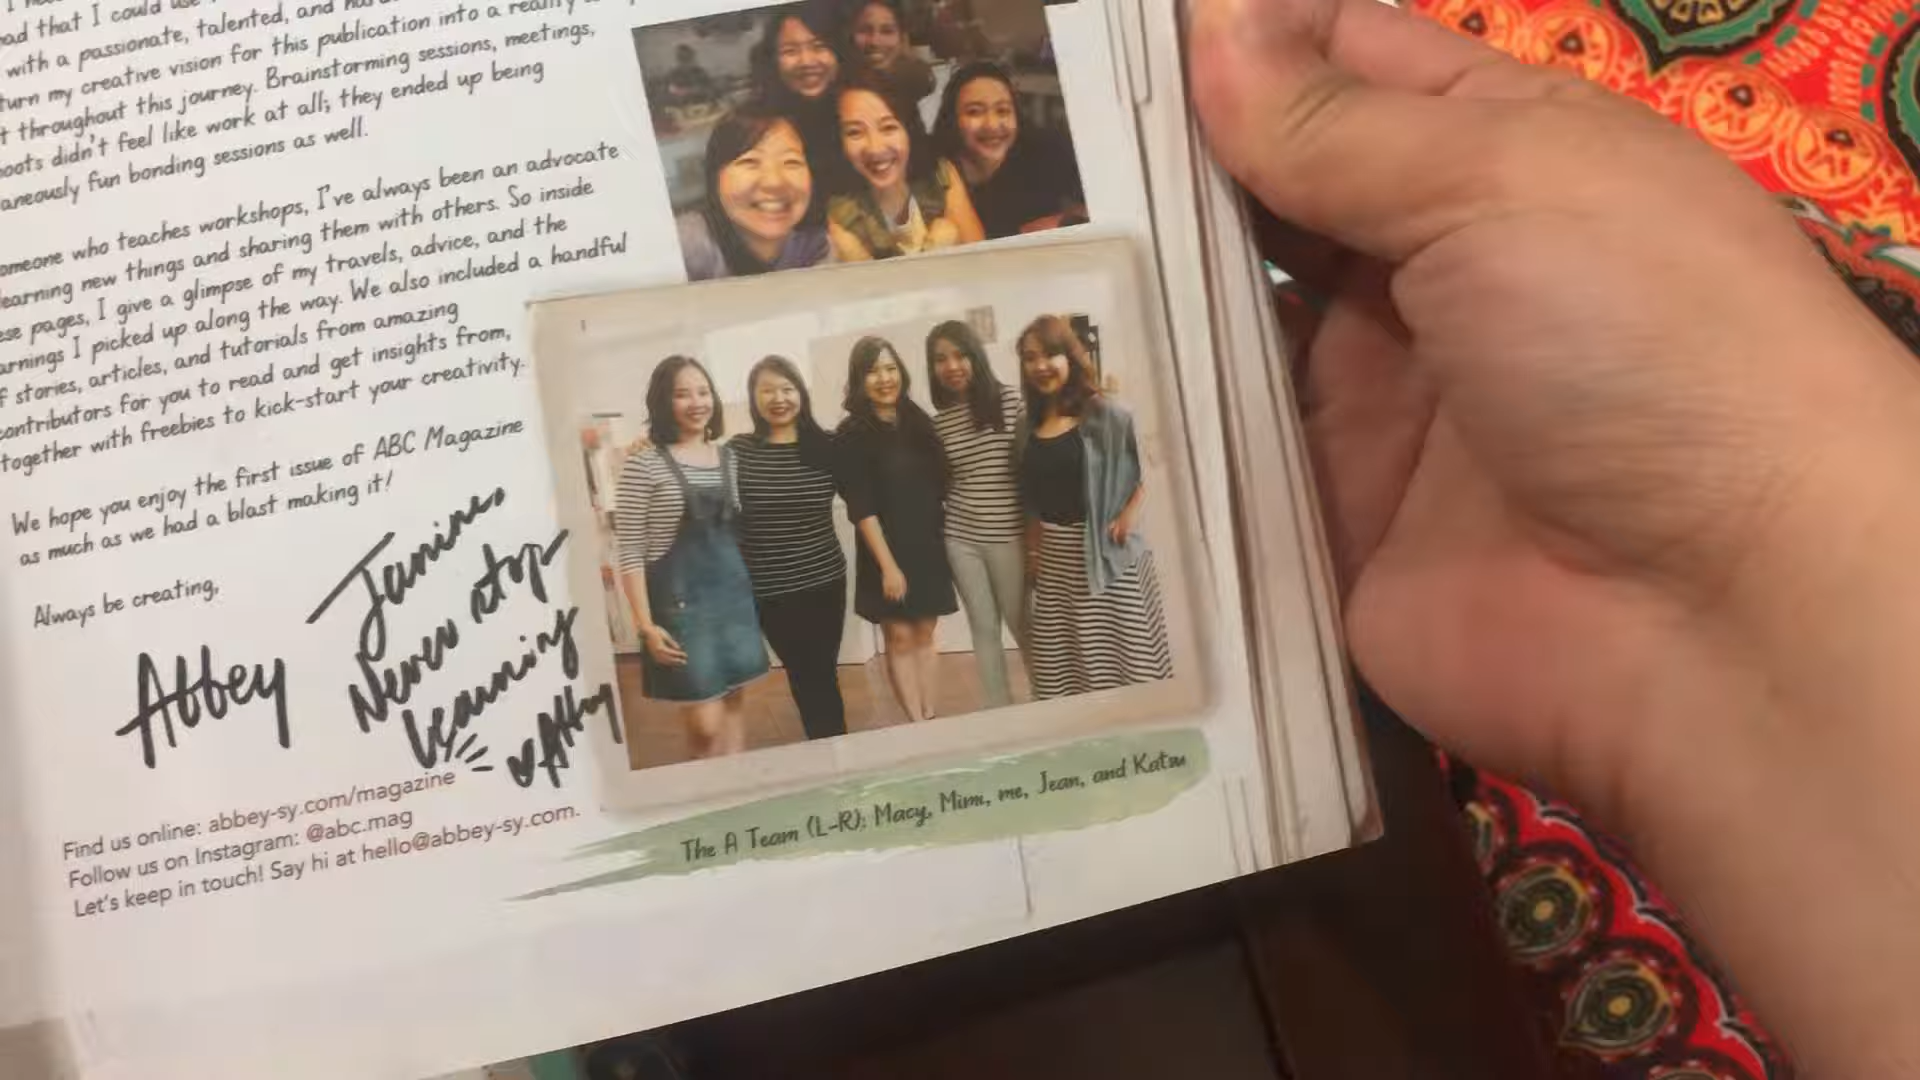 ad that I could use
with a passionate, talented, and
turn my creative vision for this publication into a reality
t throughout this journey. Brainstorming sessions, meetings,
oots didn't feel like work at all; they ended up being
aneously fun bonding sessions as well.
omeone who teaches workshops, I've always been an advocate
earning new things and sharing them with others. So inside
ese pages, I give a glimpse of my travels, advice, and the
arnings I picked up along the way. We also included a handful
f stories, articles, and tutorials from amazing
contributors for you to read and get insights from,
together with freebies to kick-start your creativity.
We hope you enjoy the first issue of ABC Magazine
as much as we had a blast making it!
Always be creating,
Abbey
Janine,
Never stop
learning
Abbey
Find us online: abbey-sy.com/magazine
Follow us on Instagram: @abc.mag
Let's keep in touch! Say hi at hello@abbey-sy.com.
The A Team (L-R): Macy, Mimi, me, Jean, and Katsu